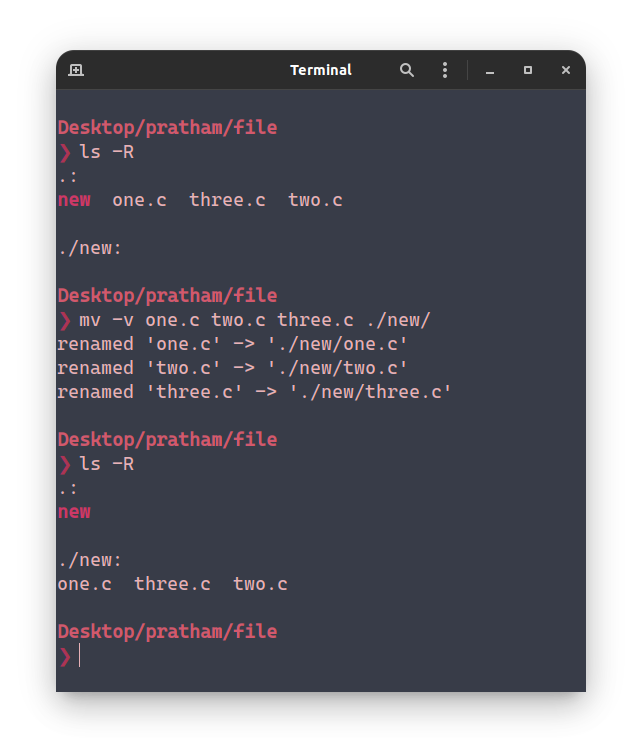 Terminal
Desktop/pratham/file
❯ ls -R
.:
new  one.c  three.c  two.c
./new:
Desktop/pratham/file
❯ mv -v one.c two.c three.c ./new/
renamed 'one.c' -> './new/one.c'
renamed 'two.c' -> './new/two.c'
renamed 'three.c' -> './new/three.c'
Desktop/pratham/file
❯ ls -R
.:
new
./new:
one.c  three.c  two.c
Desktop/pratham/file
❯